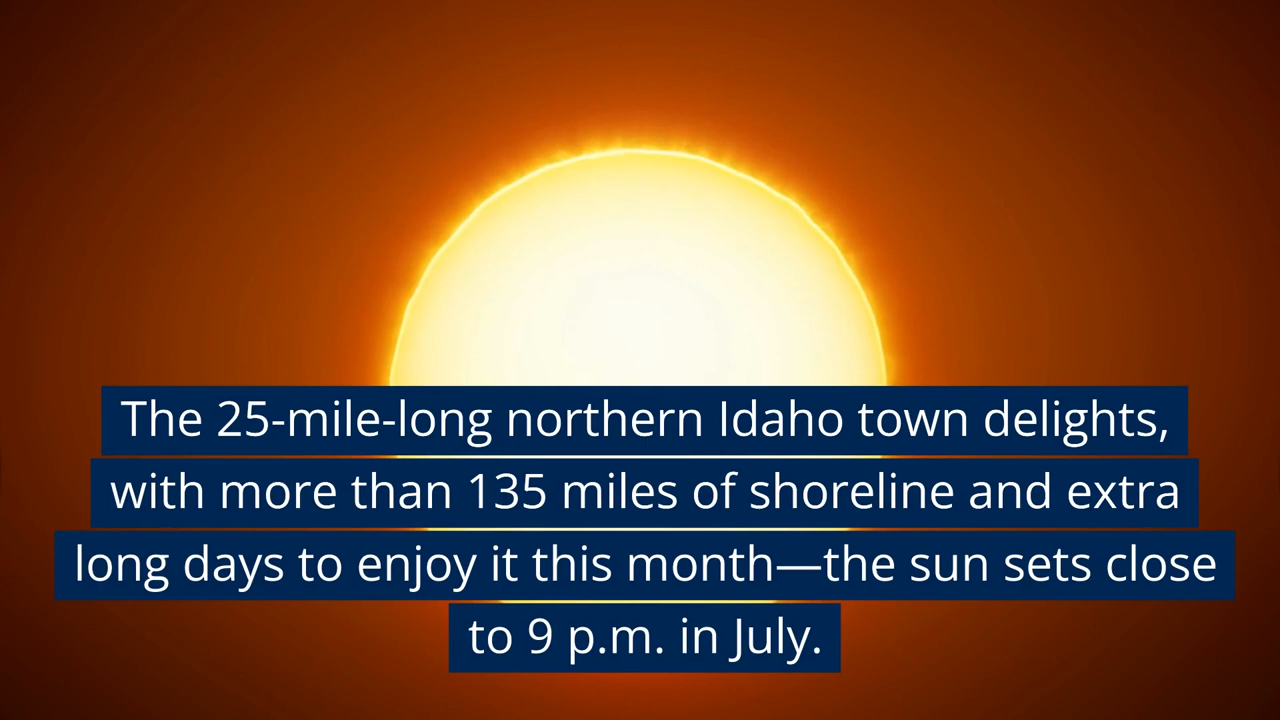 The 25-mile-long northern Idaho town delights,
with more than 135 miles of shoreline and extra
long days to enjoy it this month—the sun sets close
to 9 p.m. in July.